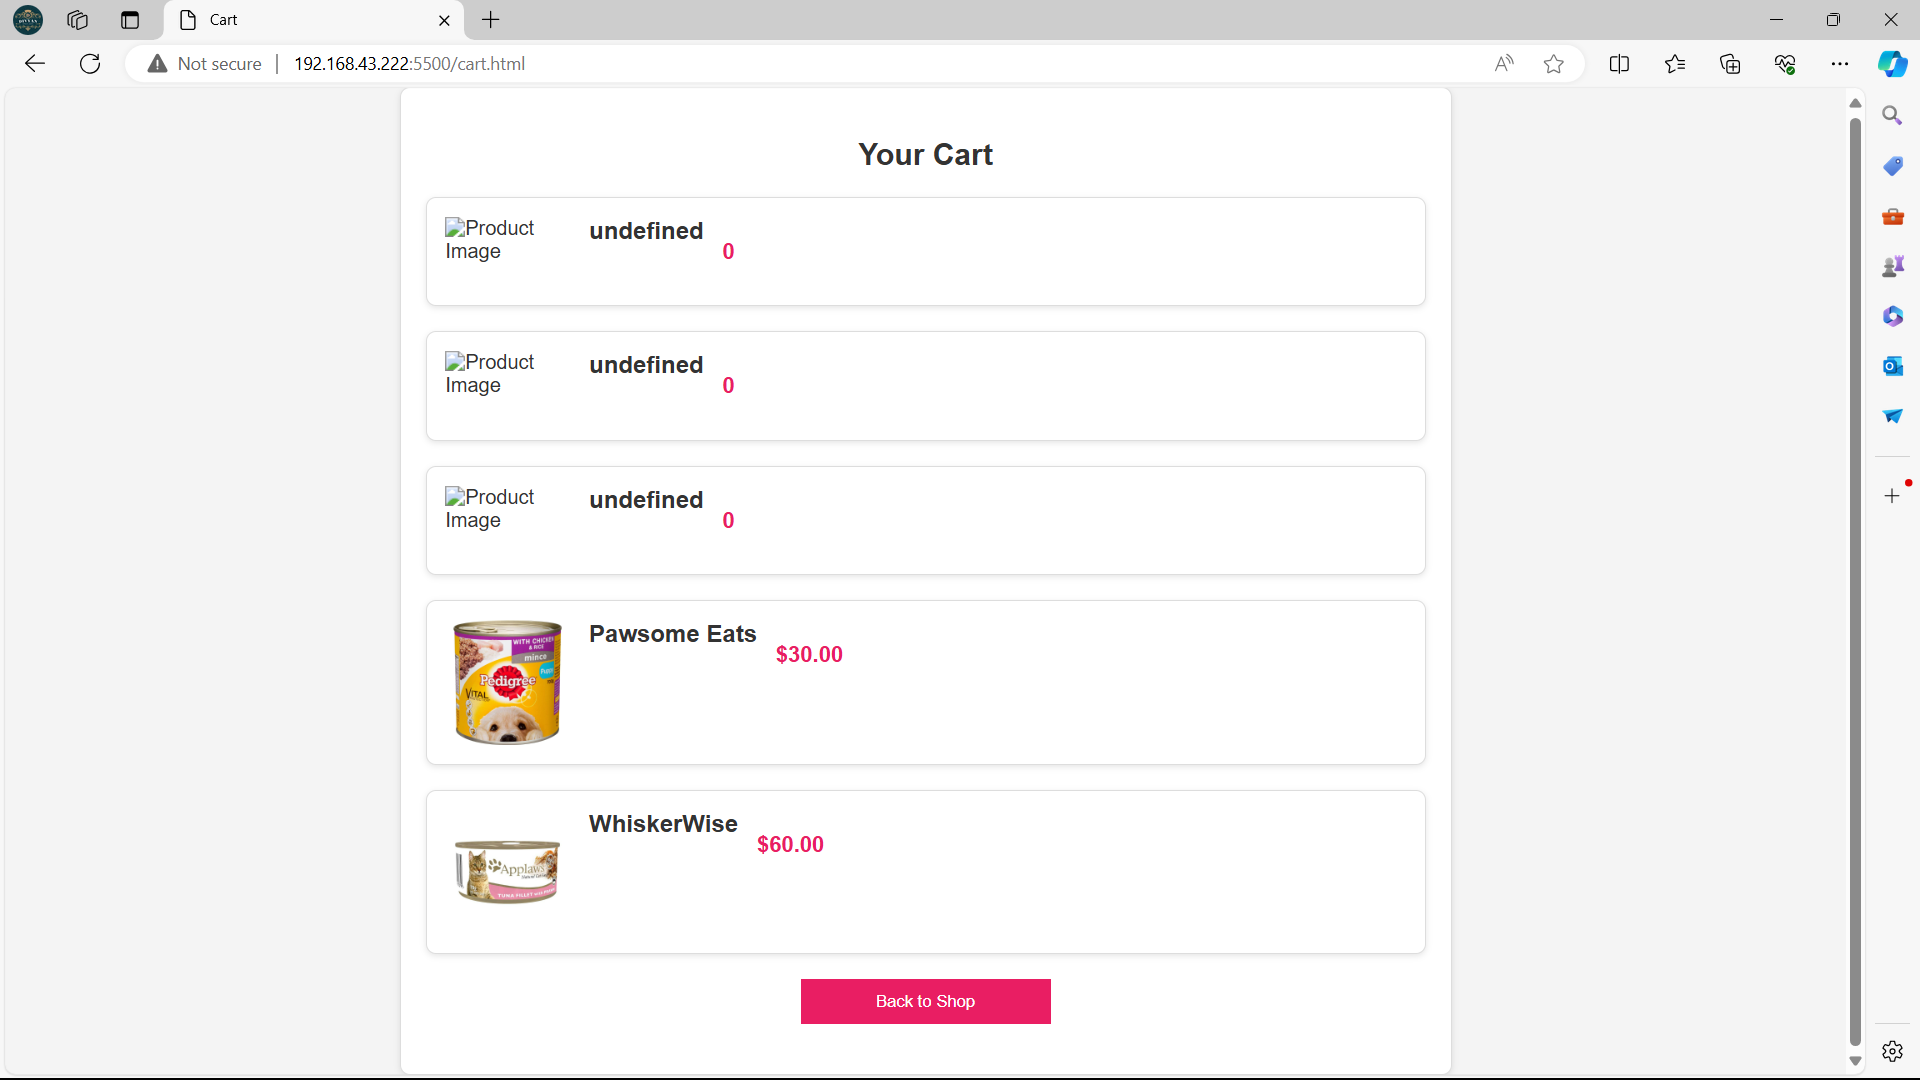 Cart
Not secure
192.168.43.222:5500/cart.html
Your Cart
Product
Image
undefined
0
Product
Image
undefined
0
Product
Image
undefined
0
WITH CHICKEN
& RICE
mince
Pedigree
VITAL
Pawsome Eats
$30.00
Applaws
WhiskerWise
$60.00
Back to Shop